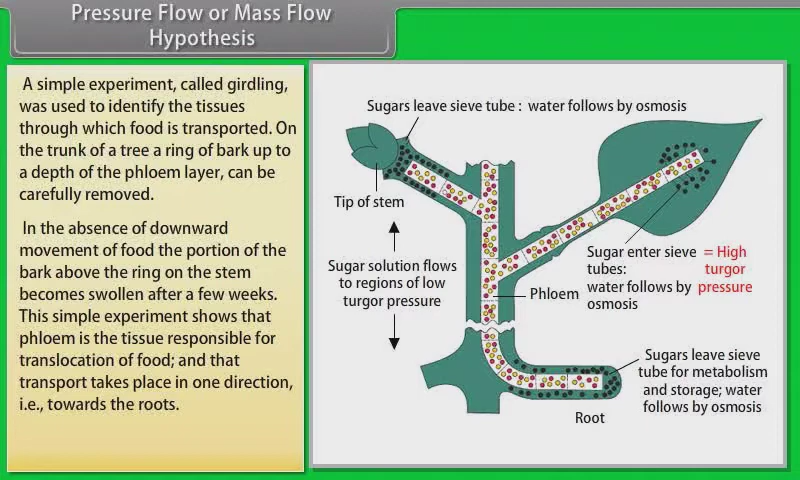 Pressure Flow or Mass Flow
Hypothesis
A simple experiment, called girdling,
was used to identify the tissues
through which food is transported. On
the trunk of a tree a ring of bark up to
a depth of the phloem layer, can be
carefully removed.
In the absence of downward
movement of food the portion of the
bark above the ring on the stem
becomes swollen after a few weeks.
This simple experiment shows that
phloem is the tissue responsible for
translocation of food; and that
transport takes place in one direction,
i.e., towards the roots.
Sugars leave sieve tube : water follows by osmosis
Tip of stem
Sugar solution flows
to regions of low
turgor pressure
Phloem
Sugar enter sieve
tubes:
water follows by
osmosis
= High
turgor
pressure
Sugars leave sieve
tube for metabolism
and storage; water
follows by osmosis
Root